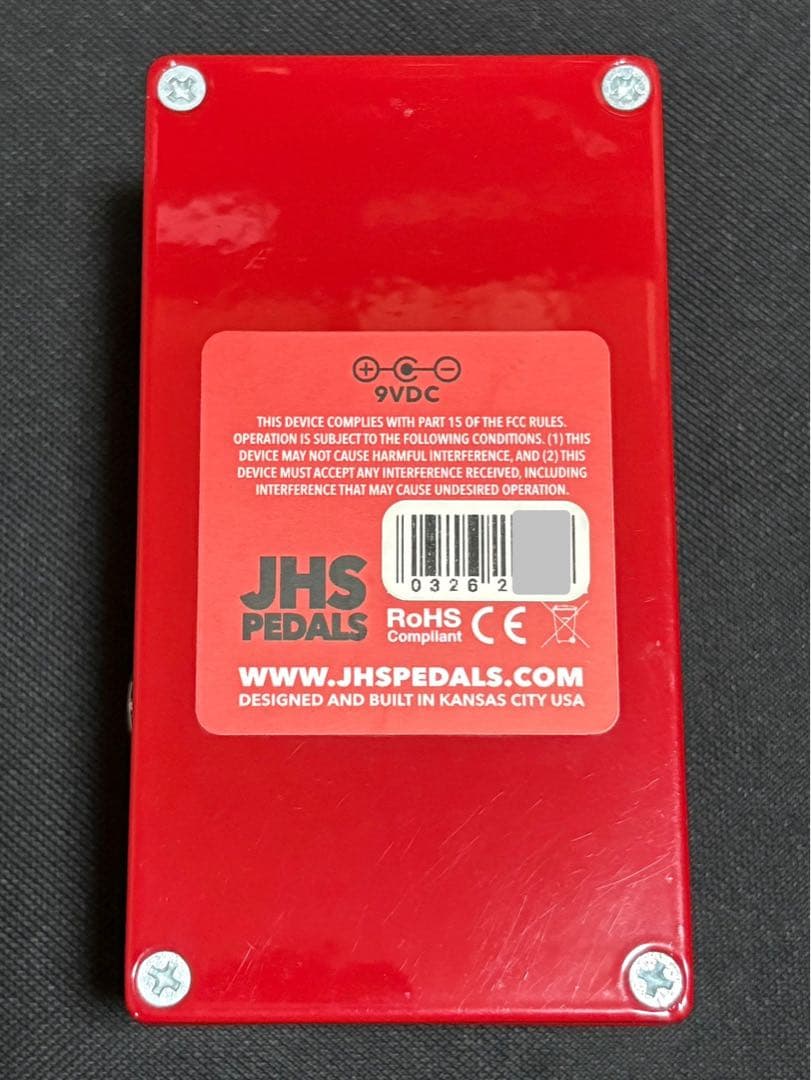 9VDC
THIS DEVICE COMPLIES WITH PART 15 OF THE FCC RULES.
OPERATION IS SUBJECT TO THE FOLLOWING CONDITIONS. (1) THIS
DEVICE MAY NOT CAUSE HARMFUL INTERFERENCE, AND (2) THIS
DEVICE MUST ACCEPT ANY INTERFERENCE RECEIVED, INCLUDING
INTERFERENCE THAT MAY CAUSE UNDESIRED OPERATION.
0326 2
JHS
PEDALS
RoHS
Compliant
CE
WWW.JHSPEDALS.COM
DESIGNED AND BUILT IN KANSAS CITY USA